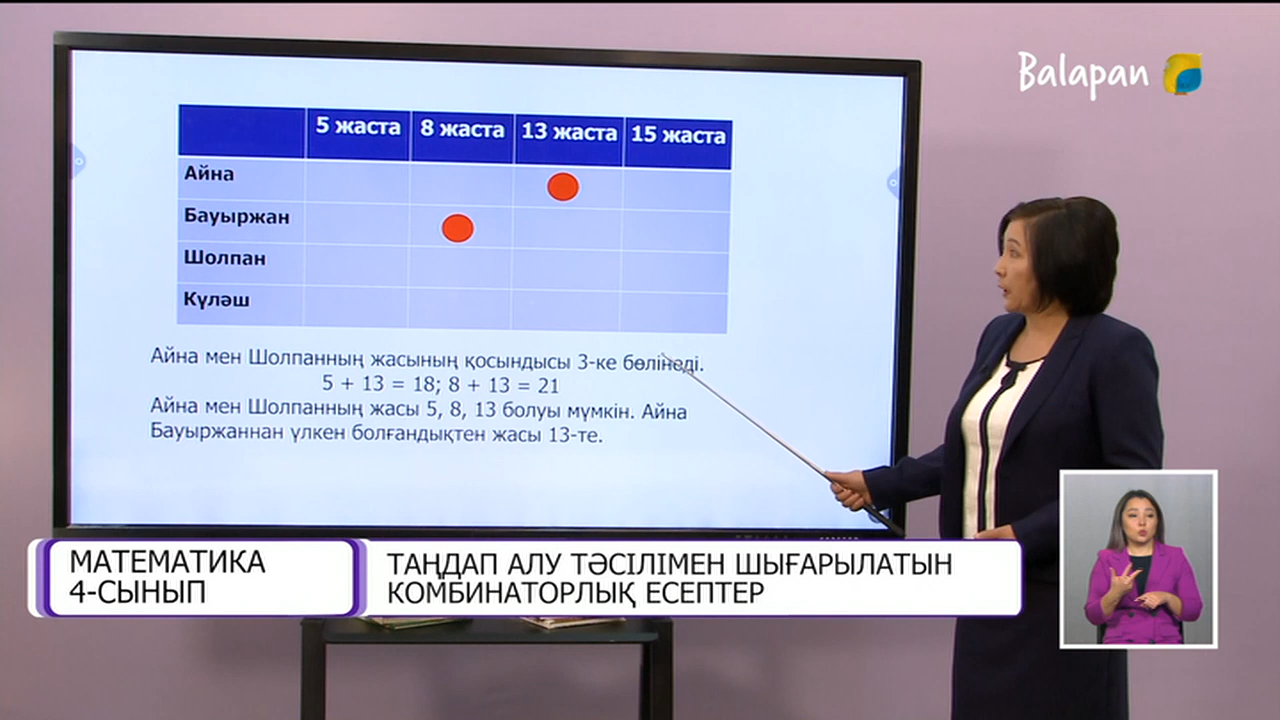 Balapan
5 жаста 8 жаста 13 жаста 15 жаста
Айна
Бауыржан
Шолпан
Күләш
Айна мен Шолпанның жасының қосындысы 3-ке бөлінеді.
5 + 13 = 18; 8 + 13 = 21
Айна мен Шолпанның жасы 5, 8, 13 болуы мүмкін. Айна
Бауыржаннан үлкен болғандықтен жасы 13-те.
МАТЕМАТИКА
4-СЫНЫП
ТАҢДАП АЛУ ТӘСІЛІМЕН ШЫҒАРЫЛАТЫН
КОМБИНАТОРЛЫҚ ЕСЕПТЕР